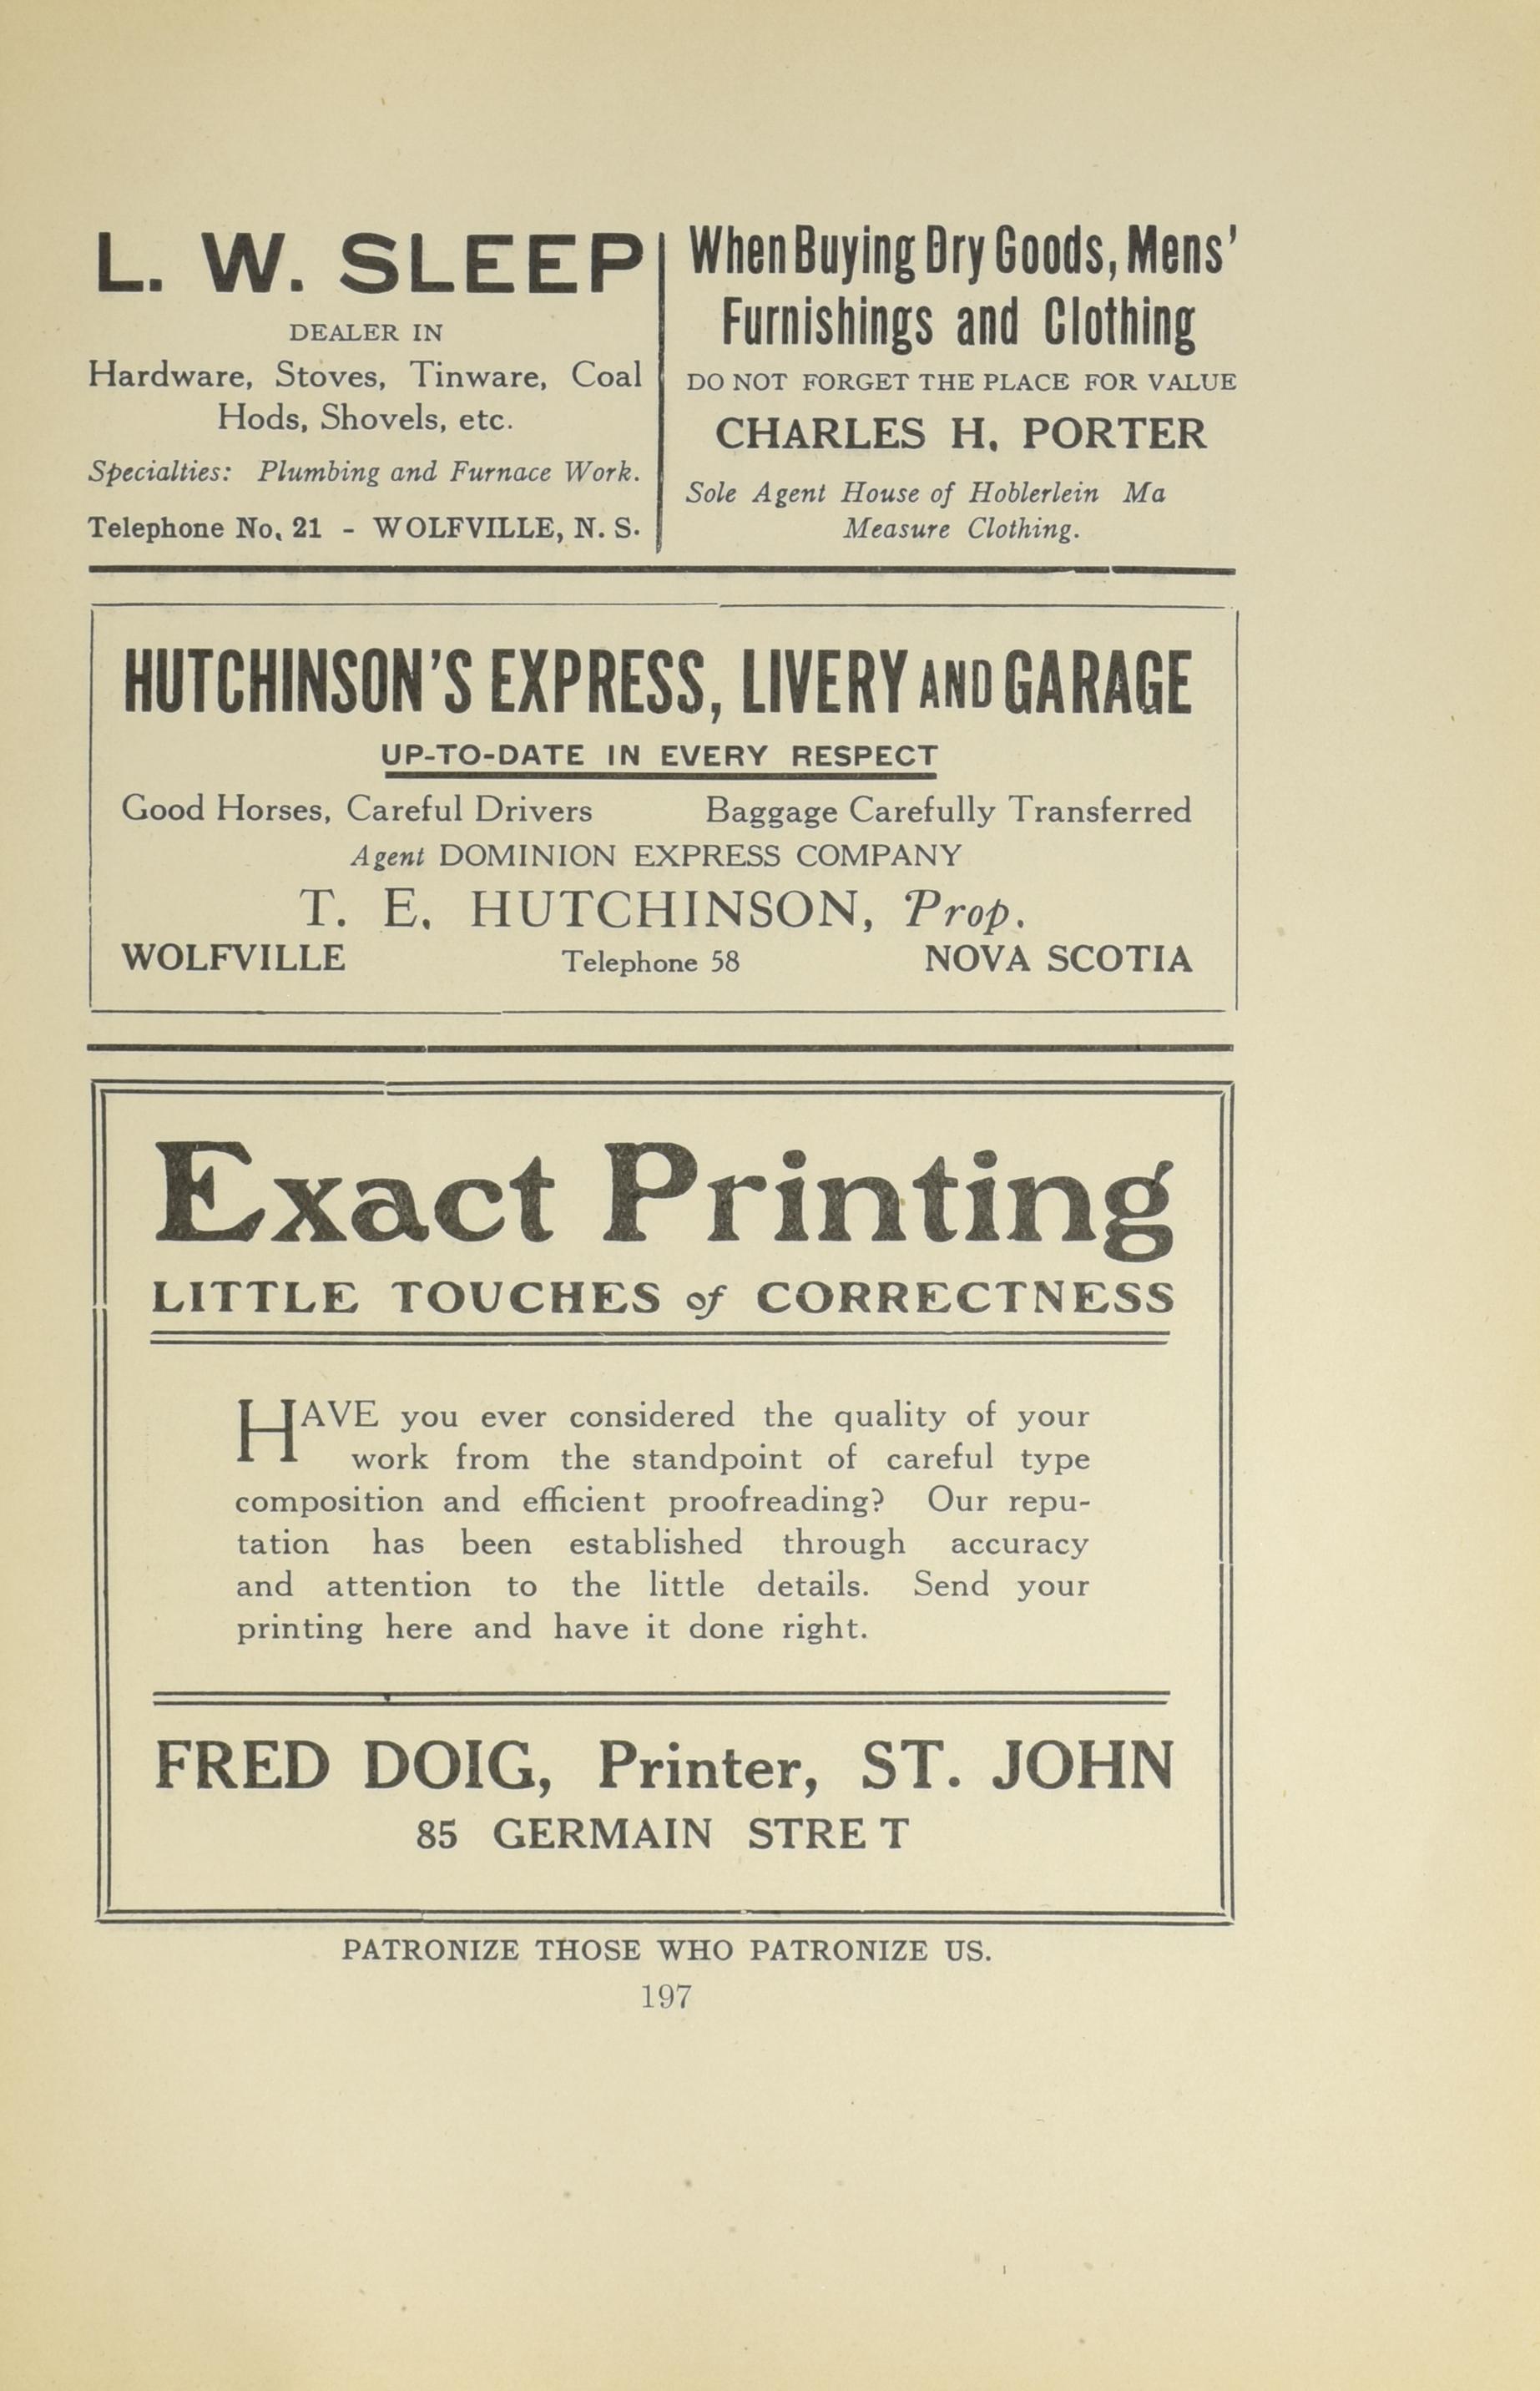 L. W. SLEEP
DEALER IN
Hardware, Stoves, Tinware, Coal
Hods, Shovels, etc.
Specialties: Plumbing and Furnace Work.
Telephone No. 21 - WOLFVILLE, N. S.
When Buying Dry Goods, Mens'
Furnishings and Clothing
DO NOT FORGET THE PLACE FOR VALUE
CHARLES H. PORTER
Sole Agent House of Hoblerlein Ma
Measure Clothing.
HUTCHINSON'S EXPRESS, LIVERY AND GARAGE
UP-TO-DATE IN EVERY RESPECT
Good Horses, Careful Drivers Baggage Carefully Transferred
Agent DOMINION EXPRESS COMPANY
T. E. HUTCHINSON, Prop.
WOLFVILLE Telephone 58 NOVA SCOTIA
Exact Printing
LITTLE TOUCHES of CORRECTNESS
HAVE you ever considered the quality of your
work from the standpoint of careful type
composition and efficient proofreading? Our repu-
tation has been established through accuracy
and attention to the little details. Send your
printing here and have it done right.
FRED DOIG, Printer, ST. JOHN
85 GERMAIN STRE T
PATRONIZE THOSE WHO PATRONIZE US.
197